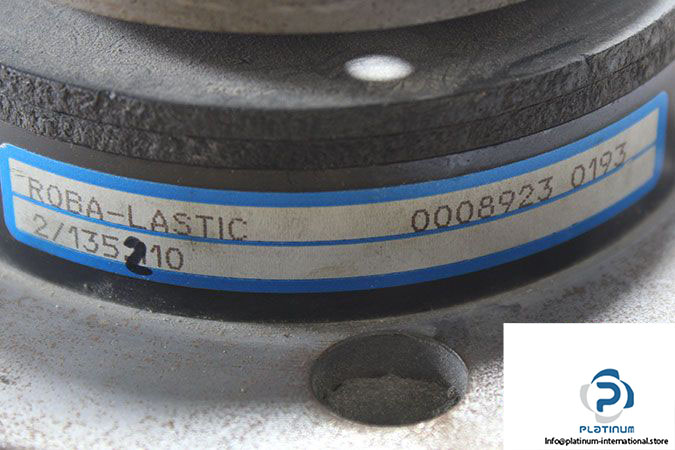 ROBA-LASTIC 0008923 0193
2/135210
PLATINUM
Info@platinum-international.store